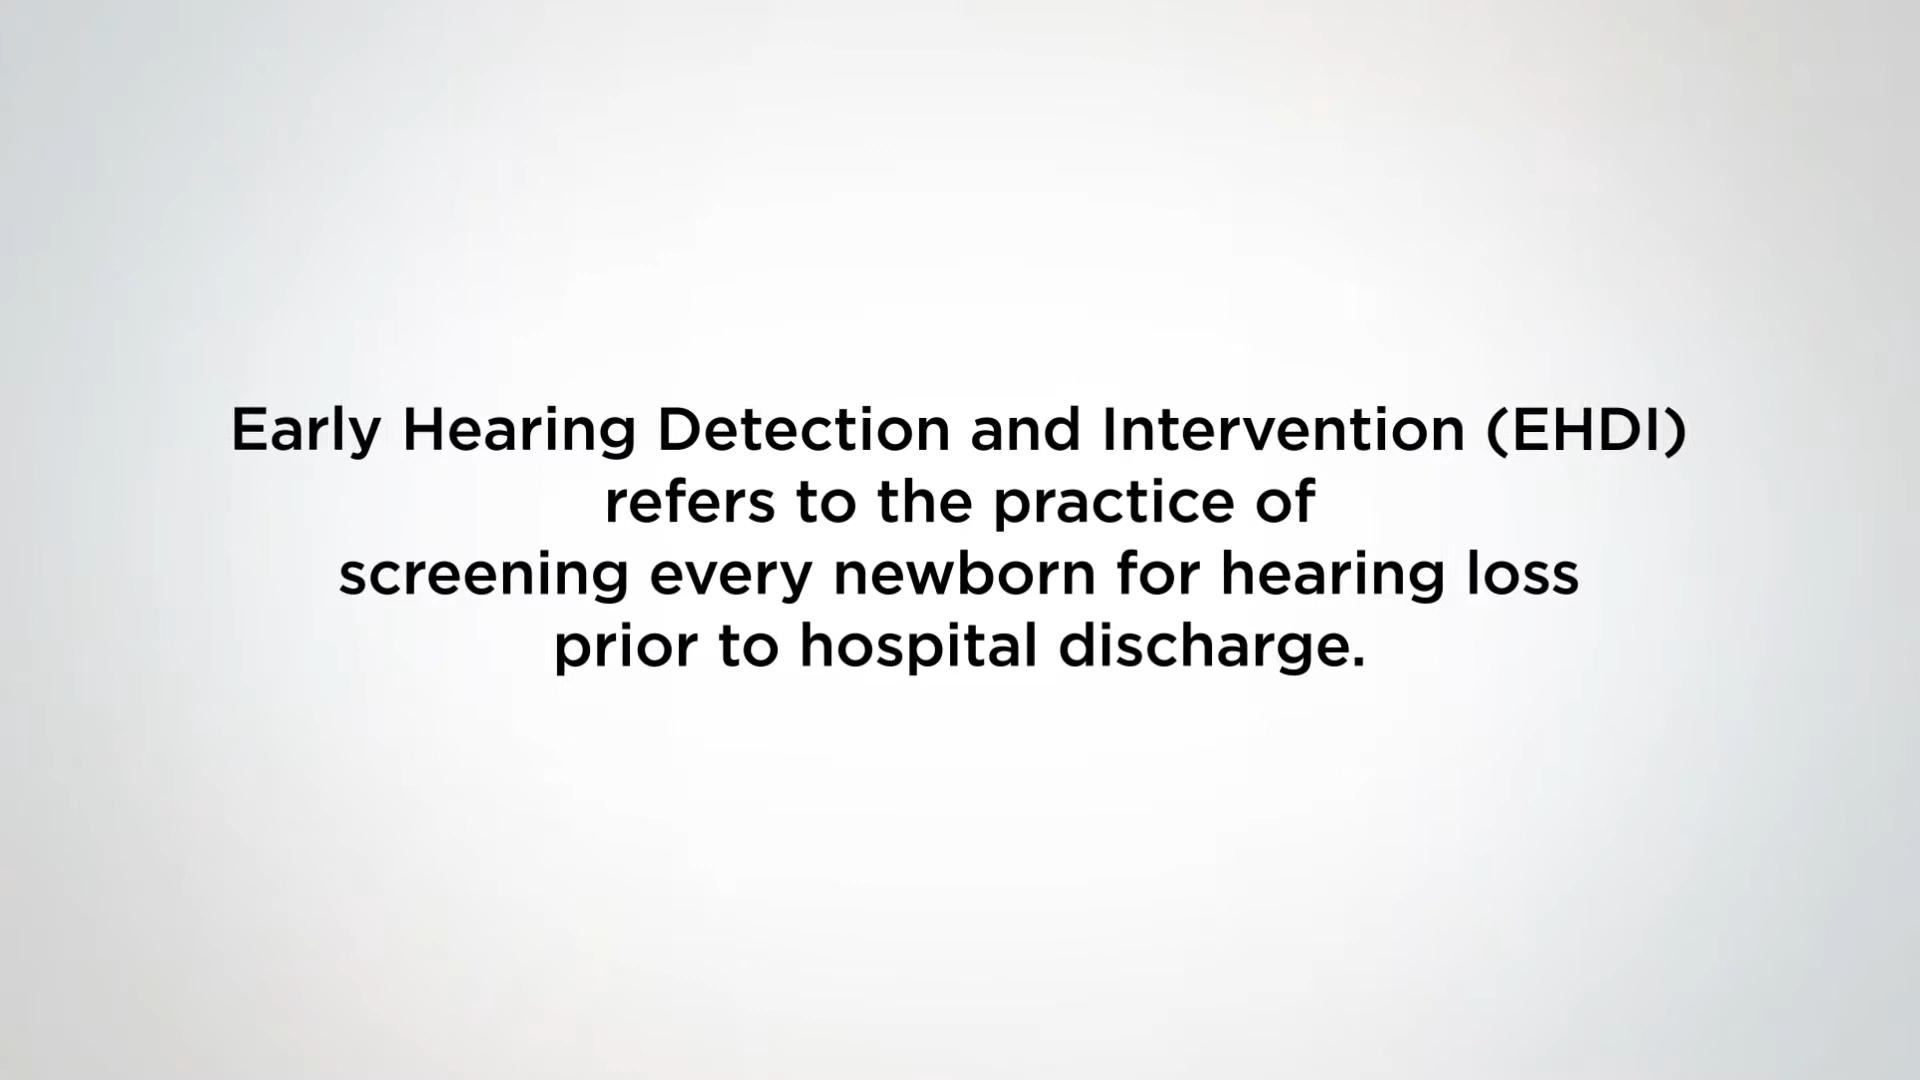 Early Hearing Detection and Intervention (EHDI)
refers to the practice of
screening every newborn for hearing loss
prior to hospital discharge.